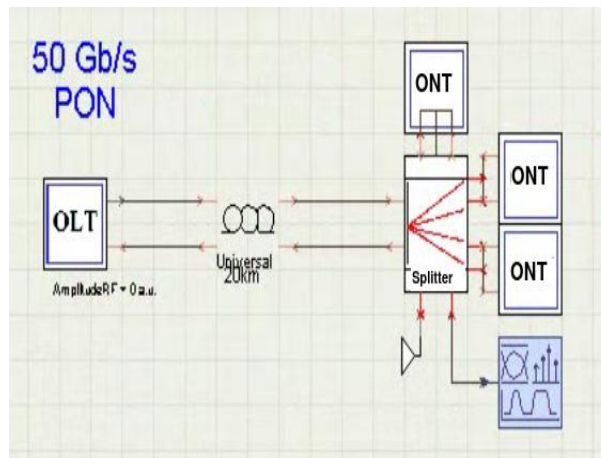 50 Gb/s
PON
ONT
ONT
OLT
Universal
20km
Splitter
ONT
AmplitudeRF = 0 a.u.